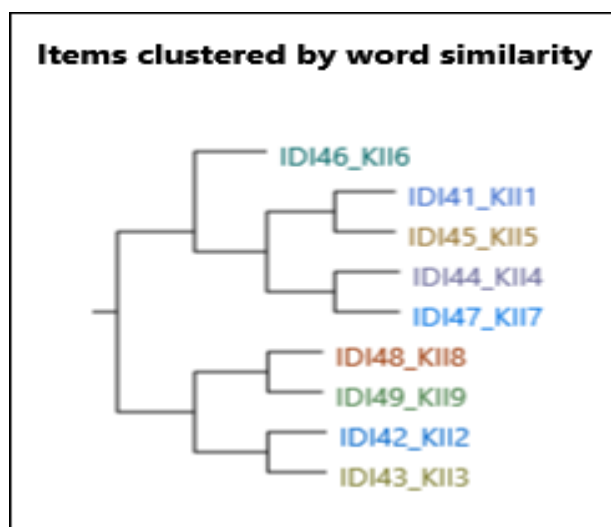 Items clustered by word similarity
IDI46_KII6
IDI41_KII1
IDI45_KII5
IDI44_KII4
IDI47_KII7
IDI48_KII8
IDI49_KII9
IDI42_KII2
IDI43_KII3